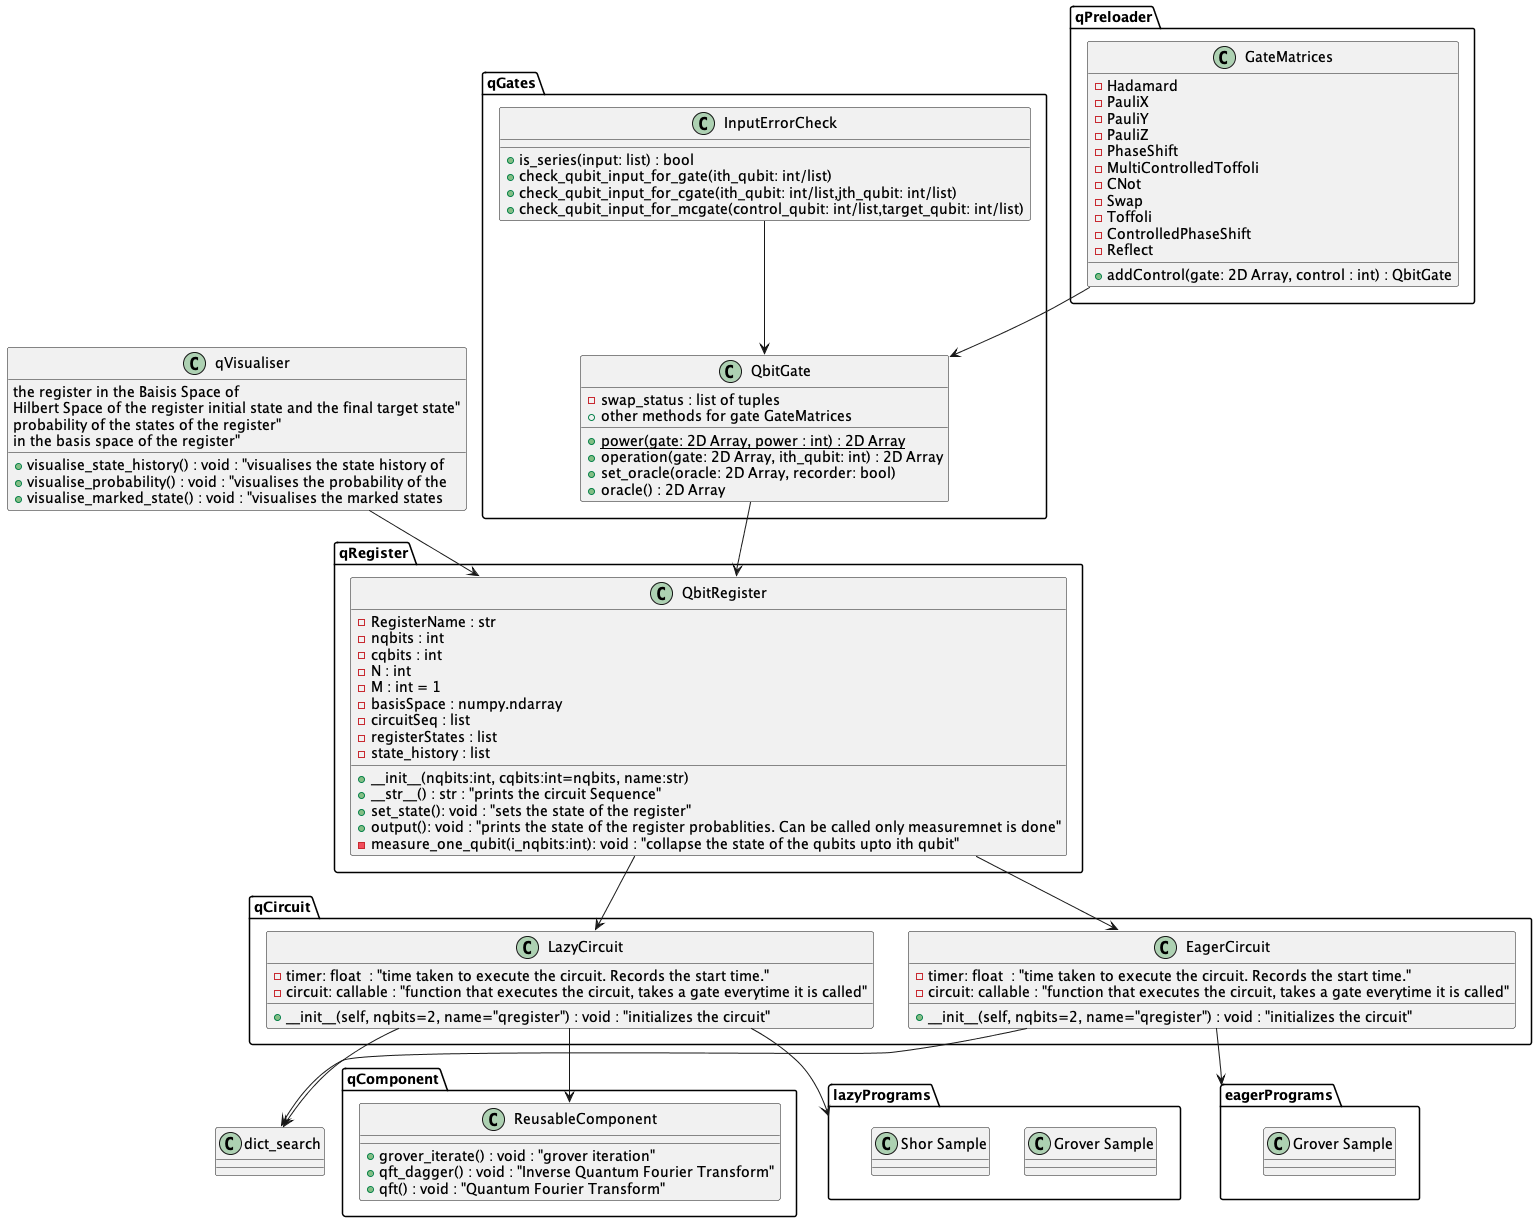 qPreloader
C GateMatrices
Hadamard
PauliX
PauliY
PauliZ
PhaseShift
MultiControlledToffoli
CNot
Swap
Toffoli
ControlledPhaseShift
Reflect
addControl(gate: 2D Array, control : int) : QbitGate
qGates
C InputErrorCheck
is_series(input: list) : bool
check_qubit_input_for_gate(ith_qubit: int/list)
check_qubit_input_for_cgate(ith_qubit: int/list,jth_qubit: int/list)
check_qubit_input_for_mcgate(control_qubit: int/list,target_qubit: int/list)
C QbitGate
swap_status : list of tuples
other methods for gate GateMatrices
power(gate: 2D Array, power : int) : 2D Array
operation(gate: 2D Array, ith_qubit: int) : 2D Array
set_oracle(oracle: 2D Array, recorder: bool)
oracle() : 2D Array
C qVisualiser
the register in the Baisis Space of
Hilbert Space of the register initial state and the final target state"
probability of the states of the register"
in the basis space of the register"
visualise_state_history() : void : "visualises the state history of
visualise_probability() : void : "visualises the probability of the
visualise_marked_state() : void : "visualises the marked states
qRegister
C QbitRegister
RegisterName : str
nqbits : int
cqbits : int
N : int
M : int = 1
basisSpace : numpy.ndarray
circuitSeq : list
registerStates : list
state_history : list
__init__(nqbits:int, cqbits:int=nqbits, name:str)
__str__() : str : "prints the circuit Sequence"
set_state(): void : "sets the state of the register"
output(): void : "prints the state of the register probablities. Can be called only measuremnet is done"
measure_one_qubit(i_nqbits:int): void : "collapse the state of the qubits upto ith qubit"
qCircuit
C LazyCircuit
timer: float  : "time taken to execute the circuit. Records the start time."
circuit: callable : "function that executes the circuit, takes a gate everytime it is called"
__init__(self, nqbits=2, name="qregister") : void : "initializes the circuit"
C EagerCircuit
timer: float  : "time taken to execute the circuit. Records the start time."
circuit: callable : "function that executes the circuit, takes a gate everytime it is called"
__init__(self, nqbits=2, name="qregister") : void : "initializes the circuit"
C dict_search
qComponent
C ReusableComponent
grover_iterate() : void : "grover iteration"
qft_dagger() : void : "Inverse Quantum Fourier Transform"
qft() : void : "Quantum Fourier Transform"
lazyPrograms
C Shor Sample
C Grover Sample
eagerPrograms
C Grover Sample